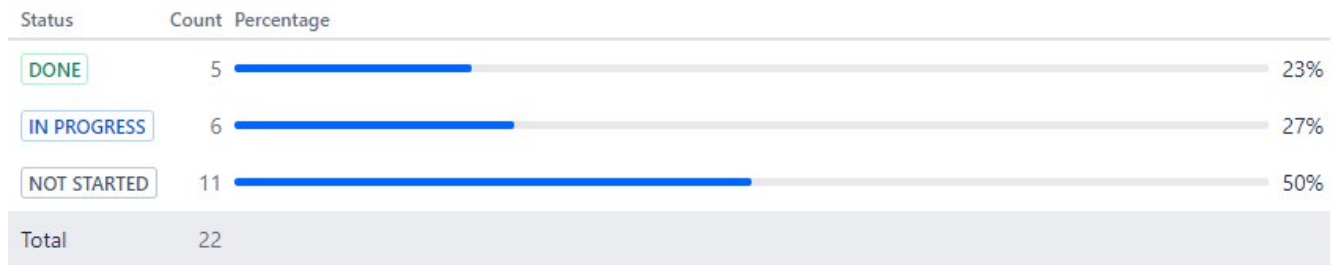 Status Count Percentage
DONE 5 23%
IN PROGRESS 6 27%
NOT STARTED 11 50%
Total 22